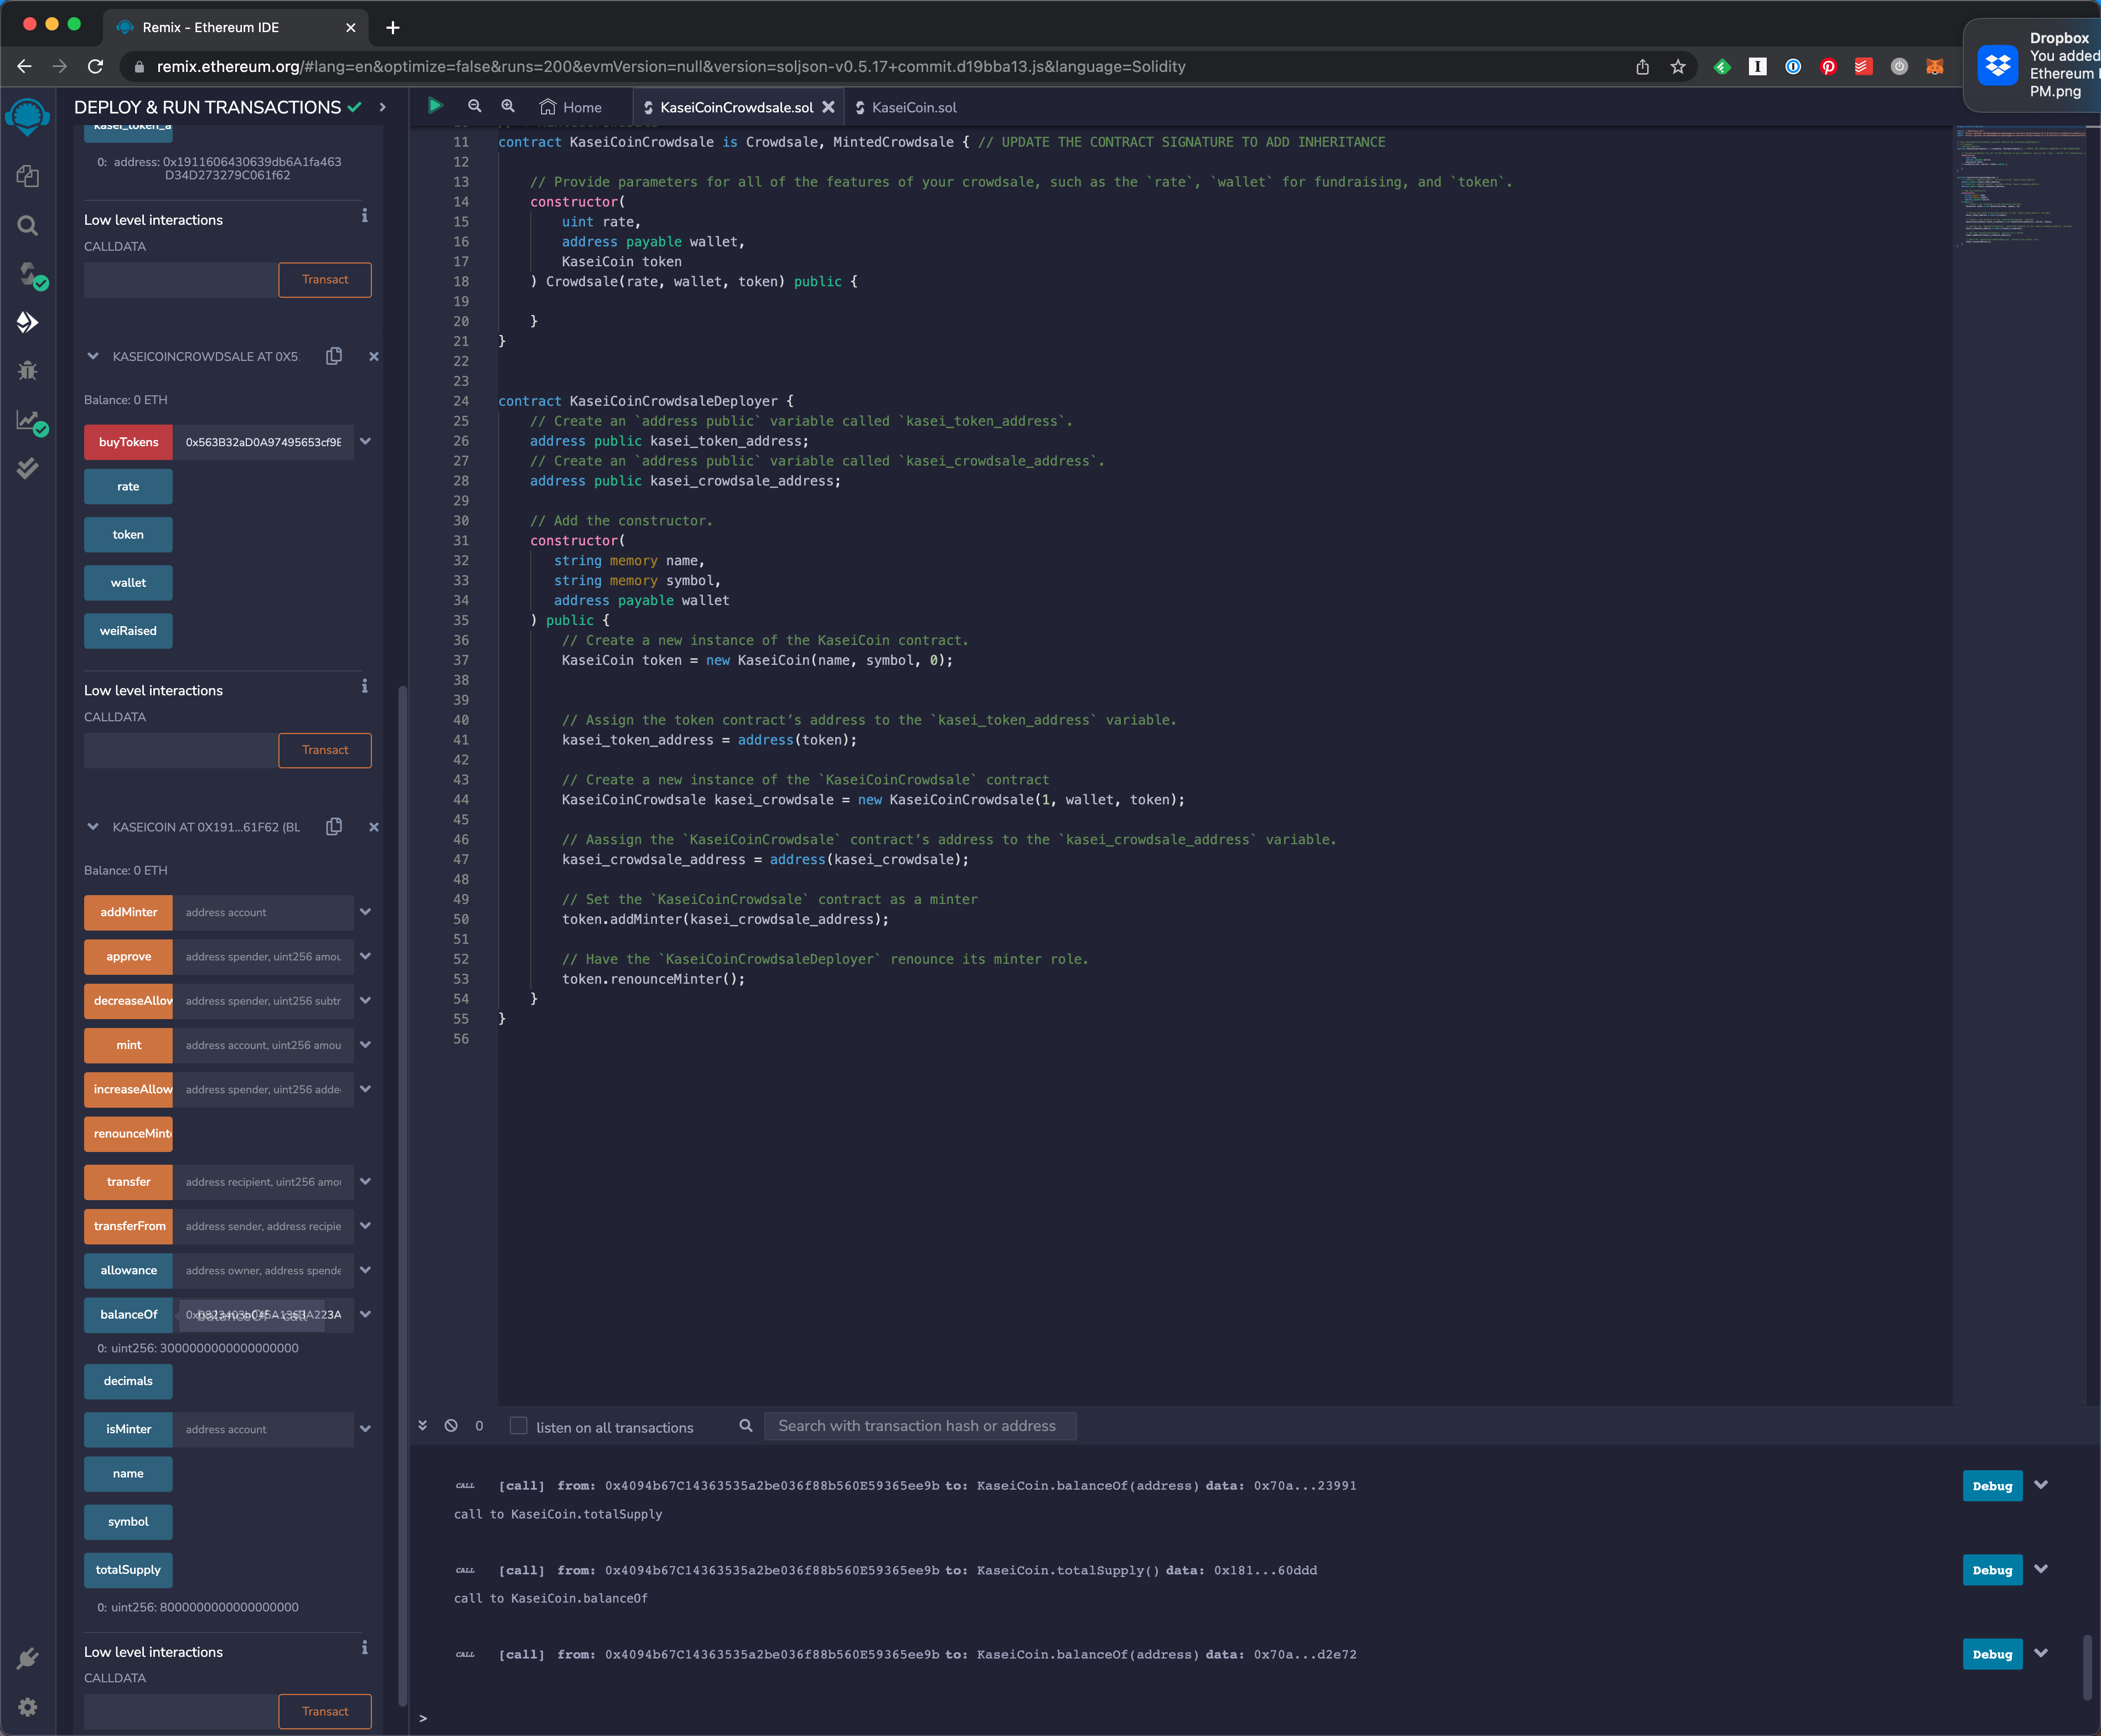 Remix - Ethereum IDE
remix.ethereum.org/#lang=en&optimize=false&runs=200&evmVersion=null&version=soljson-v0.5.17+commit.d19bba13.js&language=Solidity
Dropbox
You added
Ethereum
PM.png
DEPLOY & RUN TRANSACTIONS
kasei_token_a
0: address: 0x1911606430639db6A1fa463
D34D273279C061f62
Low level interactions
CALLDATA
Transact
KASEICOINCROWDSALE AT 0X5
Balance: 0 ETH
buyTokens 0x563B32aD0A97495653cf9E
rate
token
wallet
weiRaised
Low level interactions
CALLDATA
Transact
KASEICOIN AT 0X191...61F62 (BL
Balance: 0 ETH
addMinter address account
approve address spender, uint256 amou
decreaseAllow address spender, uint256 subtr
mint address account, uint256 amou
increaseAllow address spender, uint256 adde
renounceMint
transfer address recipient, uint256 amou
transferFrom address sender, address recipie
allowance address owner, address spende
balanceOf
balanceOf - call
0: uint256: 3000000000000000000
decimals
isMinter address account
name
symbol
totalSupply
0: uint256: 8000000000000000000
Low level interactions
CALLDATA
Transact
Home KaseiCoinCrowdsale.sol KaseiCoin.sol
11 contract KaseiCoinCrowdsale is Crowdsale, MintedCrowdsale { // UPDATE THE CONTRACT SIGNATURE TO ADD INHERITANCE
12
13 // Provide parameters for all of the features of your crowdsale, such as the `rate`, `wallet` for fundraising, and `token`.
14 constructor(
15 uint rate,
16 address payable wallet,
17 KaseiCoin token
18 ) Crowdsale(rate, wallet, token) public {
19
20 }
21 }
22
23
24 contract KaseiCoinCrowdsaleDeployer {
25 // Create an `address public` variable called `kasei_token_address`.
26 address public kasei_token_address;
27 // Create an `address public` variable called `kasei_crowdsale_address`.
28 address public kasei_crowdsale_address;
29
30 // Add the constructor.
31 constructor(
32 string memory name,
33 string memory symbol,
34 address payable wallet
35 ) public {
36 // Create a new instance of the KaseiCoin contract.
37 KaseiCoin token = new KaseiCoin(name, symbol, 0);
38
39
40 // Assign the token contract’s address to the `kasei_token_address` variable.
41 kasei_token_address = address(token);
42
43 // Create a new instance of the `KaseiCoinCrowdsale` contract
44 KaseiCoinCrowdsale kasei_crowdsale = new KaseiCoinCrowdsale(1, wallet, token);
45
46 // Aassign the `KaseiCoinCrowdsale` contract’s address to the `kasei_crowdsale_address` variable.
47 kasei_crowdsale_address = address(kasei_crowdsale);
48
49 // Set the `KaseiCoinCrowdsale` contract as a minter
50 token.addMinter(kasei_crowdsale_address);
51
52 // Have the `KaseiCoinCrowdsaleDeployer` renounce its minter role.
53 token.renounceMinter();
54 }
55 }
56
0 listen on all transactions Search with transaction hash or address
CALL [call] from: 0x4094b67C14363535a2be036f88b560E59365ee9b to: KaseiCoin.balanceOf(address) data: 0x70a...23991 Debug
call to KaseiCoin.totalSupply
CALL [call] from: 0x4094b67C14363535a2be036f88b560E59365ee9b to: KaseiCoin.totalSupply() data: 0x181...60ddd Debug
call to KaseiCoin.balanceOf
CALL [call] from: 0x4094b67C14363535a2be036f88b560E59365ee9b to: KaseiCoin.balanceOf(address) data: 0x70a...d2e72 Debug
>